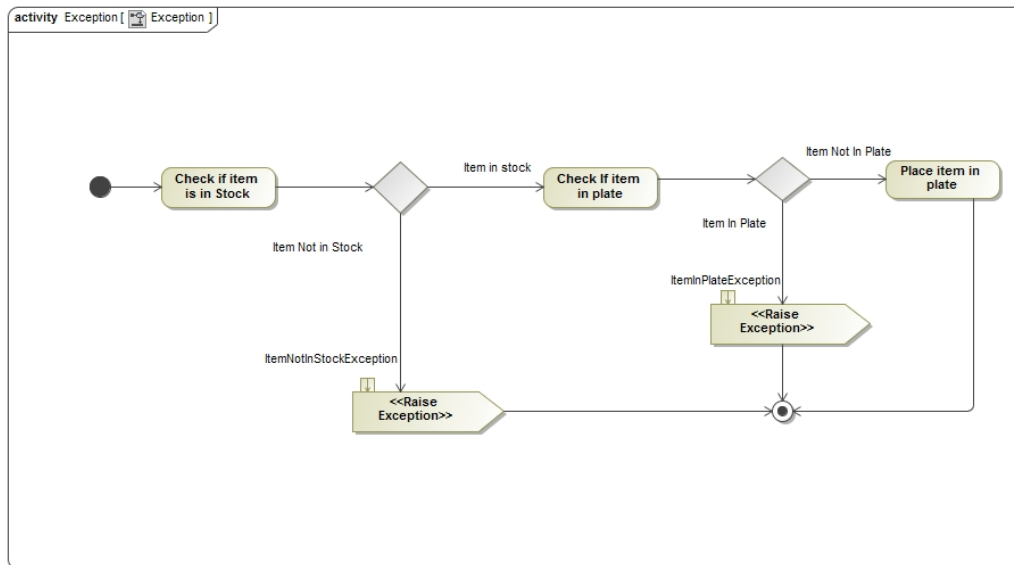 activity Exception [ Exception ]
Check if item
is in Stock
Item in stock
Check If item
in plate
Item Not In Plate
Place item in
plate
Item Not in Stock
Item In Plate
ItemInPlateException
<<Raise
Exception>>
ItemNotInStockException
<<Raise
Exception>>